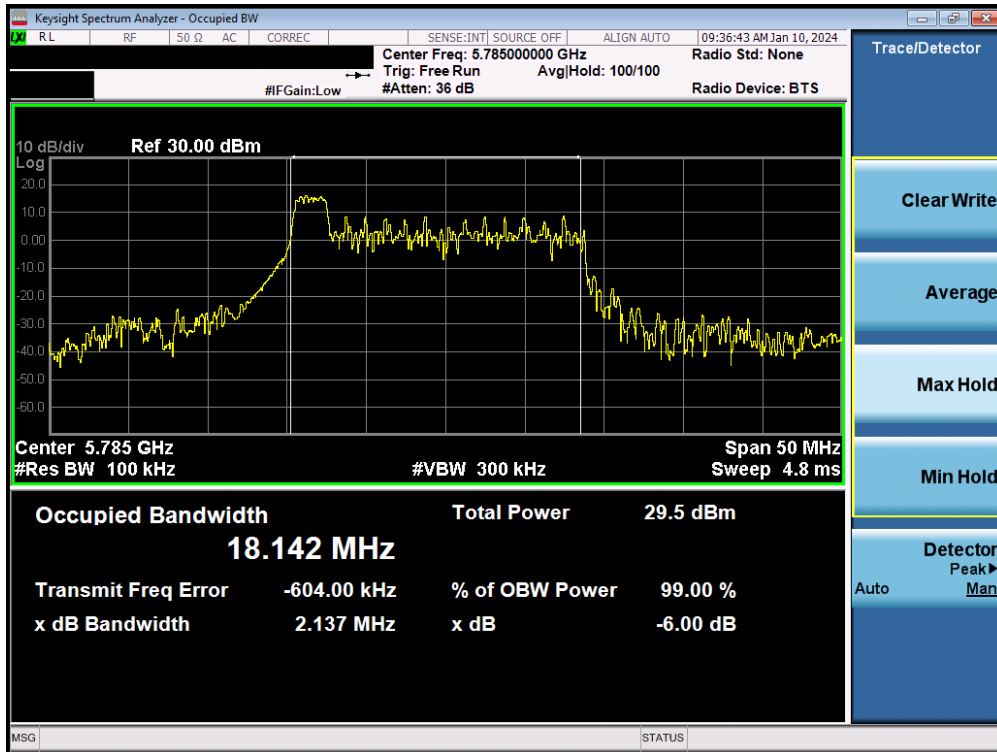 Keysight Spectrum Analyzer - Occupied BW
LXI RL RF 50 Ω AC CORREC SENSE:INT SOURCE OFF ALIGN AUTO 09:36:43 AM Jan 10, 2024
Center Freq: 5.785000000 GHz Radio Std: None
Trig: Free Run Avg|Hold: 100/100
#IFGain:Low #Atten: 36 dB Radio Device: BTS
Trace/Detector
10 dB/div Ref 30.00 dBm
Log
20.0
10.0
0.00
-10.0
-20.0
-30.0
-40.0
-50.0
-60.0
Center 5.785 GHz Span 50 MHz
#Res BW 100 kHz #VBW 300 kHz Sweep 4.8 ms
Occupied Bandwidth Total Power 29.5 dBm
18.142 MHz
Transmit Freq Error -604.00 kHz % of OBW Power 99.00 %
x dB Bandwidth 2.137 MHz x dB -6.00 dB
Clear Write
Average
Max Hold
Min Hold
Detector
Peak▶
Auto Man
MSG STATUS